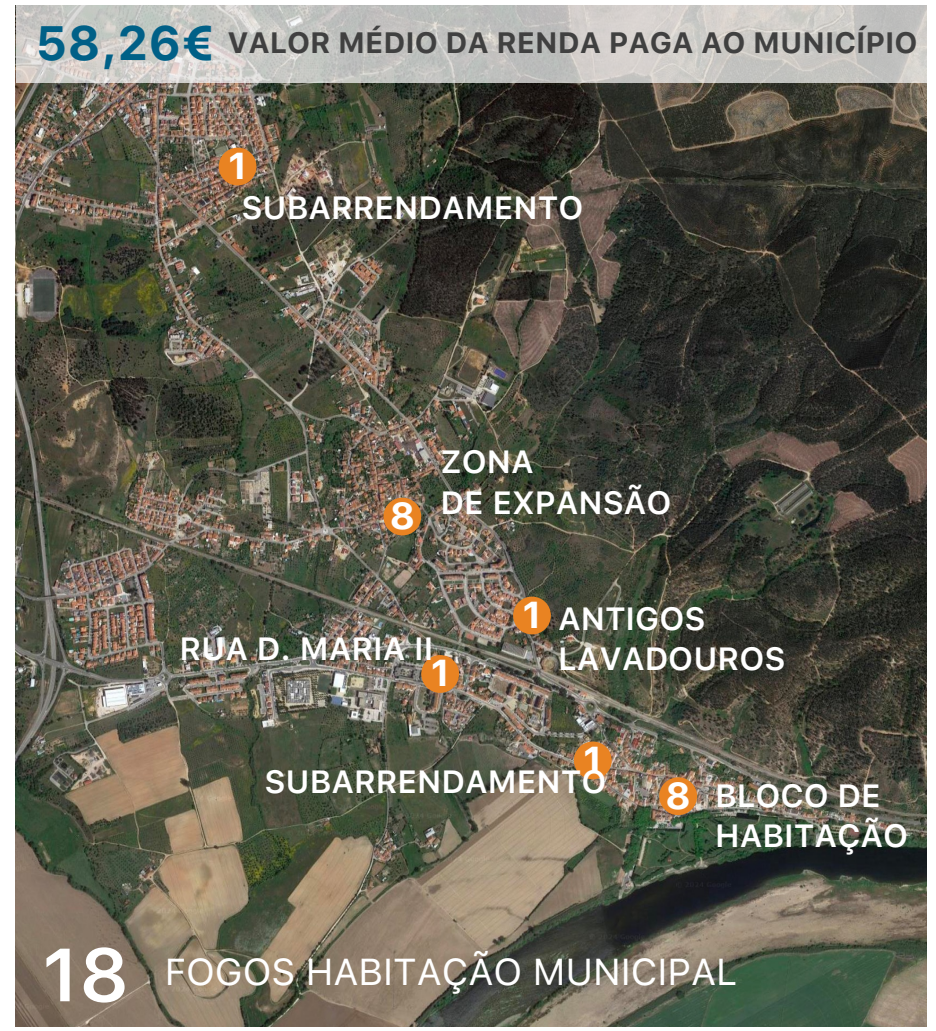 58,26€ VALOR MÉDIO DA RENDA PAGA AO MUNICÍPIO
1
SUBARRENDAMENTO
ZONA
DE EXPANSÃO
8
1 ANTIGOS
LAVADOUROS
RUA D. MARIA II
1
1
SUBARRENDAMENTO
8 BLOCO DE
HABITAÇÃO
18 FOGOS HABITAÇÃO MUNICIPAL